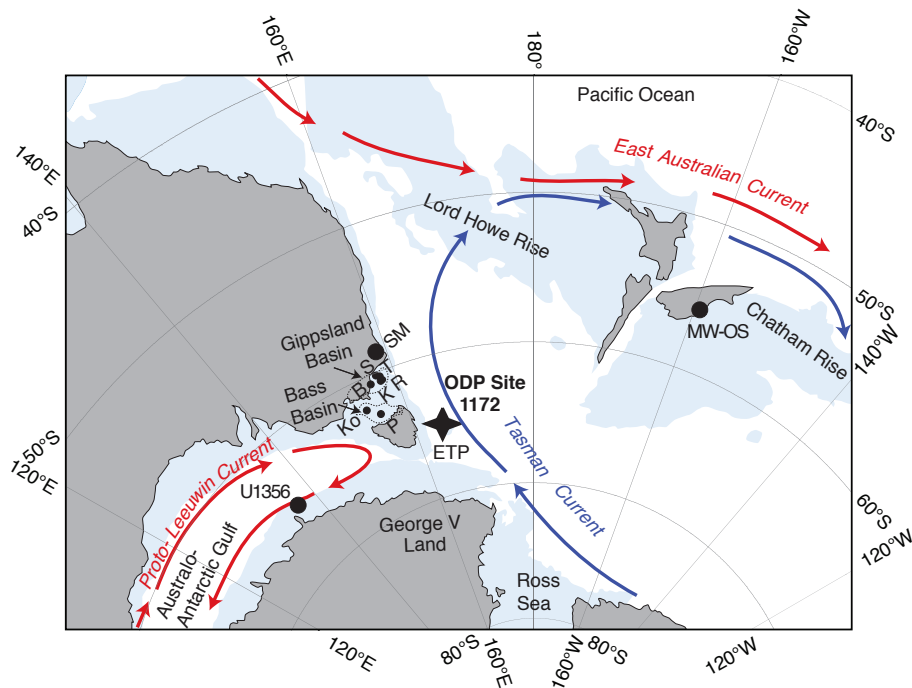 160°E
180°
160°W
Pacific Ocean
40°S
140°E
40°S
East Australian Current
Lord Howe Rise
50°S
140°W
Chatham Rise
MW-OS
Gippsland
Basin
SM
S
T
B
K
R
Bass
Basin
Ko
P
ODP Site
1172
ETP
Tasman Current
50°S
120°E
Proto-Leeuwin Current
U1356
Australo-
Antarctic Gulf
George V
Land
Ross
Sea
60°S
120°W
120°E
80°S
160°E
160°W
80°S
120°W